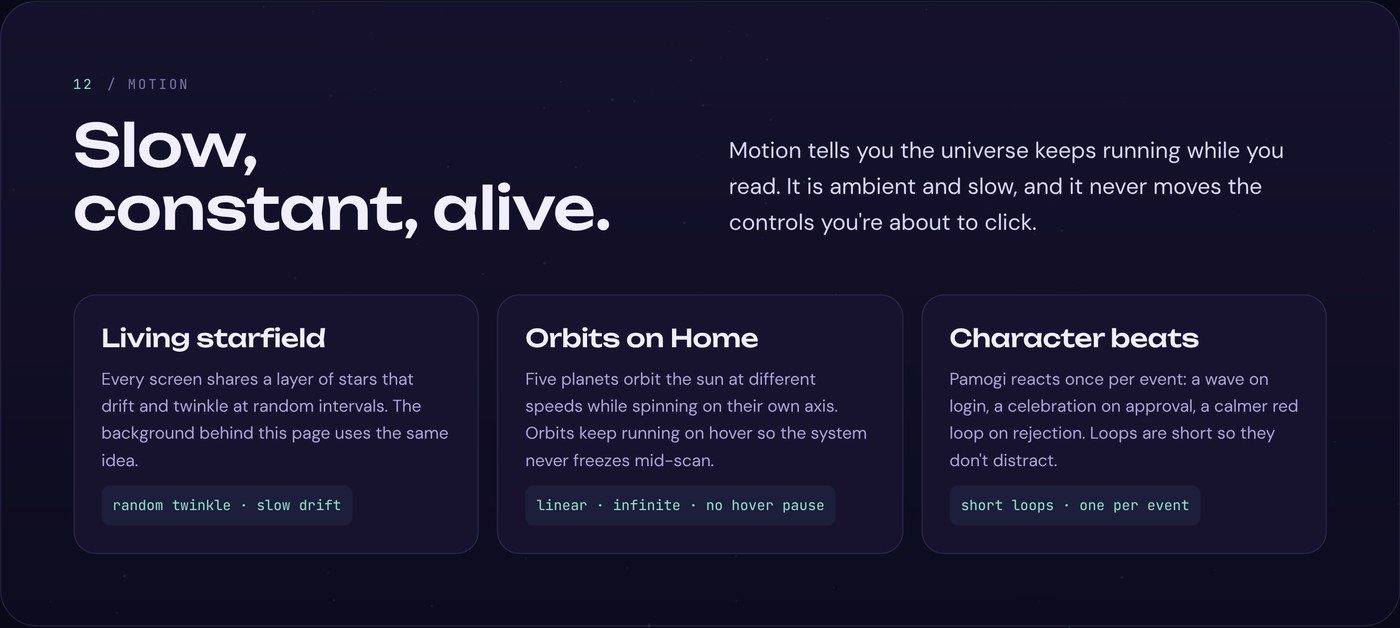 12 / MOTION
Slow,
constant, alive.
Motion tells you the universe keeps running while you
read. It is ambient and slow, and it never moves the
controls you're about to click.
Living starfield
Every screen shares a layer of stars that
drift and twinkle at random intervals. The
background behind this page uses the same
idea.
random twinkle · slow drift
Orbits on Home
Five planets orbit the sun at different
speeds while spinning on their own axis.
Orbits keep running on hover so the system
never freezes mid-scan.
linear · infinite · no hover pause
Character beats
Pamogi reacts once per event: a wave on
login, a celebration on approval, a calmer red
loop on rejection. Loops are short so they
don't distract.
short loops · one per event